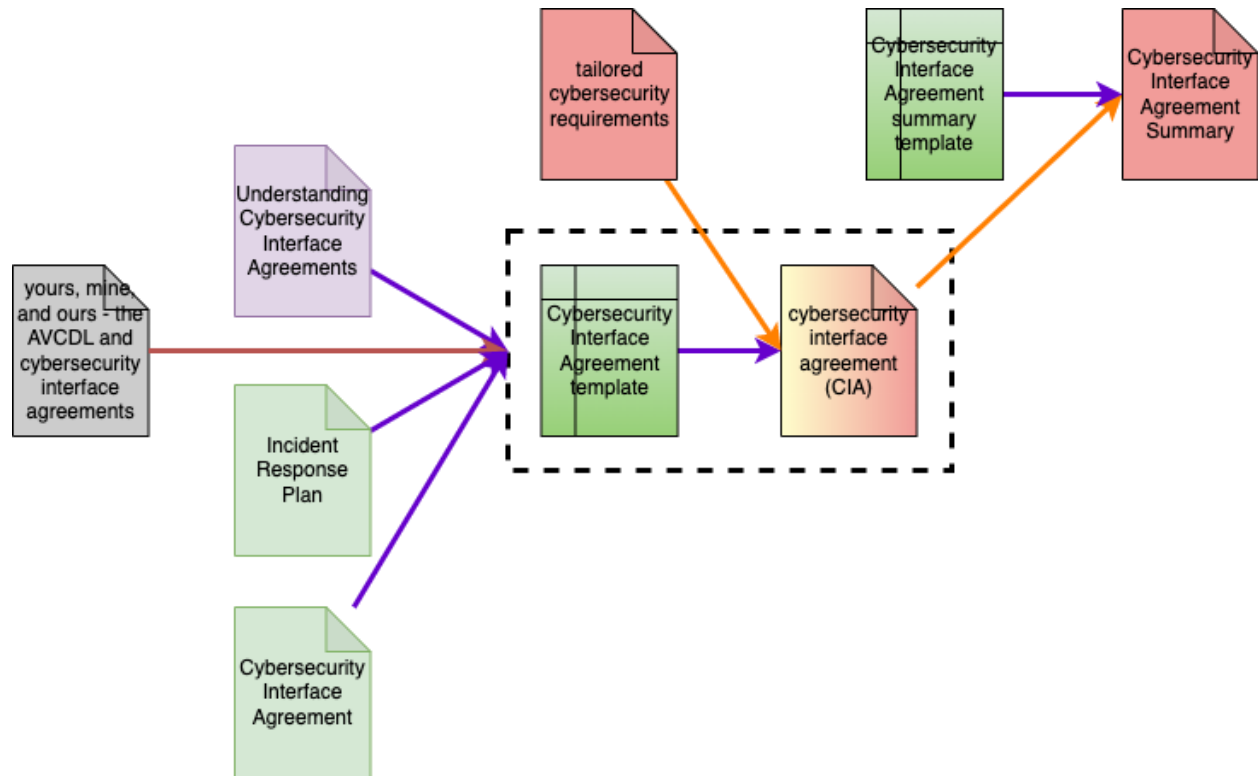 tailored
cybersecurity
requirements
Cybersecurity
Interface
Agreement
summary
template
Cybersecurity
Interface
Agreement
Summary
Understanding
Cybersecurity
Interface
Agreements
yours, mine,
and ours - the
AVCDL and
cybersecurity
interface
agreements
Cybersecurity
Interface
Agreement
template
cybersecurity
interface
agreement
(CIA)
Incident
Response
Plan
Cybersecurity
Interface
Agreement